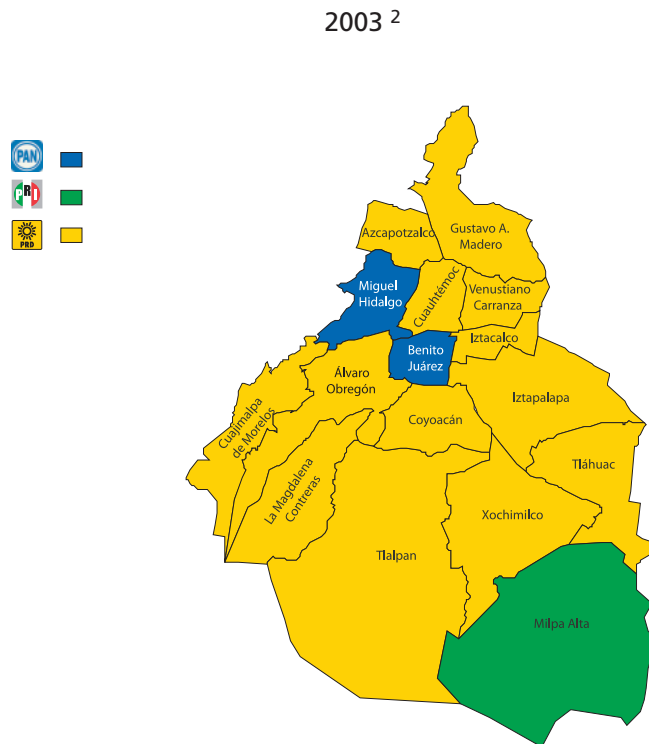 2003 ²
PAN
PRI
PRD
Azcapotzalco
Gustavo A.
Madero
Miguel
Hidalgo
Cuauhtémoc
Venustiano
Carranza
Iztacalco
Benito
Juárez
Álvaro
Obregón
Iztapalapa
Cuajimalpa
de Morelos
Coyoacán
Tláhuac
La Magdalena
Contreras
Xochimilco
Tlalpan
Milpa Alta